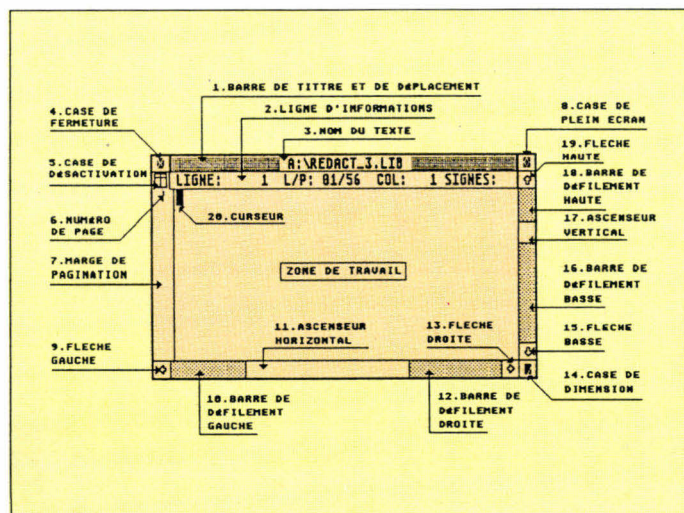 1.BARRE DE TITTRE ET DE DéPLACEMENT
4.CASE DE
FERMETURE
2.LIGNE D'INFORMATIONS
8.CASE DE
PLEIN ECRAN
3.NOM DU TEXTE
19.FLECHE
HAUTE
5.CASE DE
DéSACTIVATION
A:\REDACT_3.LIB
LIGNE: 1 L/P: 01/56 COL: 1 SIGNES:
18.BARRE DE
DéFILEMENT
HAUTE
6.NUMéRO
DE PAGE
1
20.CURSEUR
17.ASCENSEUR
VERTICAL
7.MARGE DE
PAGINATION
ZONE DE TRAVAIL
16.BARRE DE
DéFILEMENT
BASSE
11.ASCENSEUR
HORIZONTAL
13.FLECHE
DROITE
15.FLECHE
BASSE
9.FLECHE
GAUCHE
14.CASE DE
DIMENSION
10.BARRE DE
DéFILEMENT
GAUCHE
12.BARRE DE
DéFILEMENT
DROITE